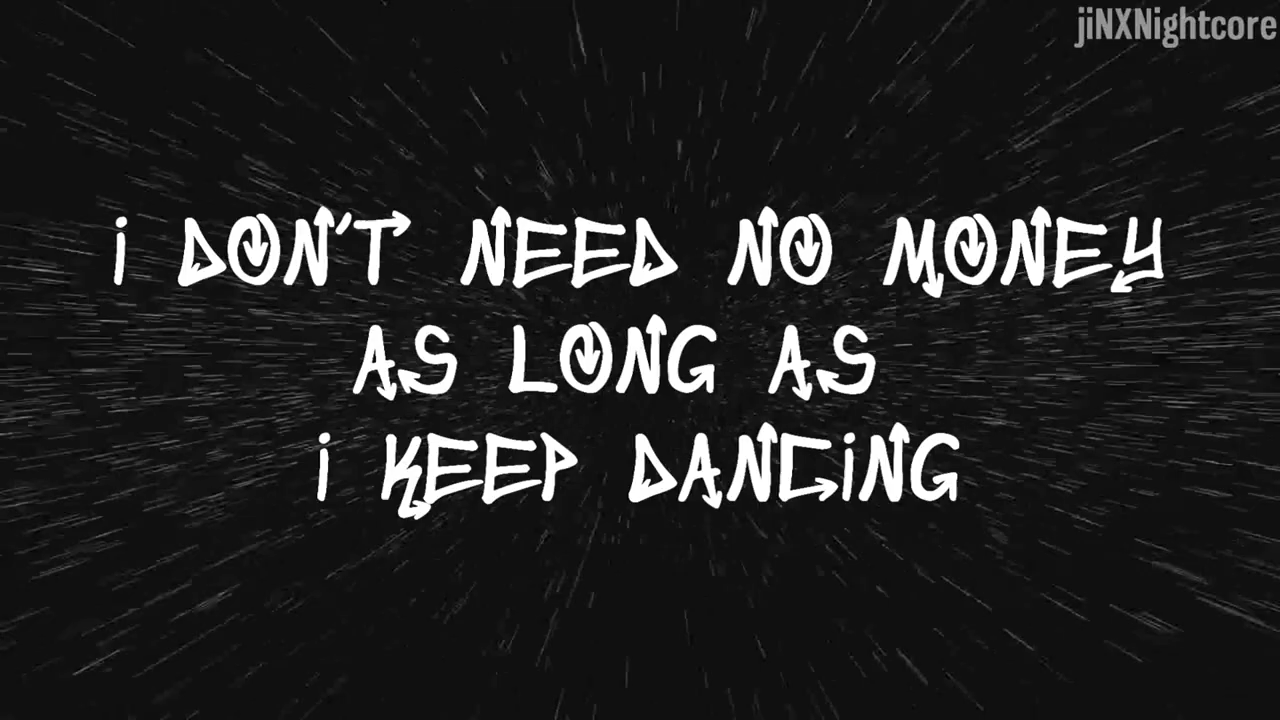 jiNXNightcore
i DON'T NEED NO MONEY
AS LONG AS
i KEEP DANCiNG